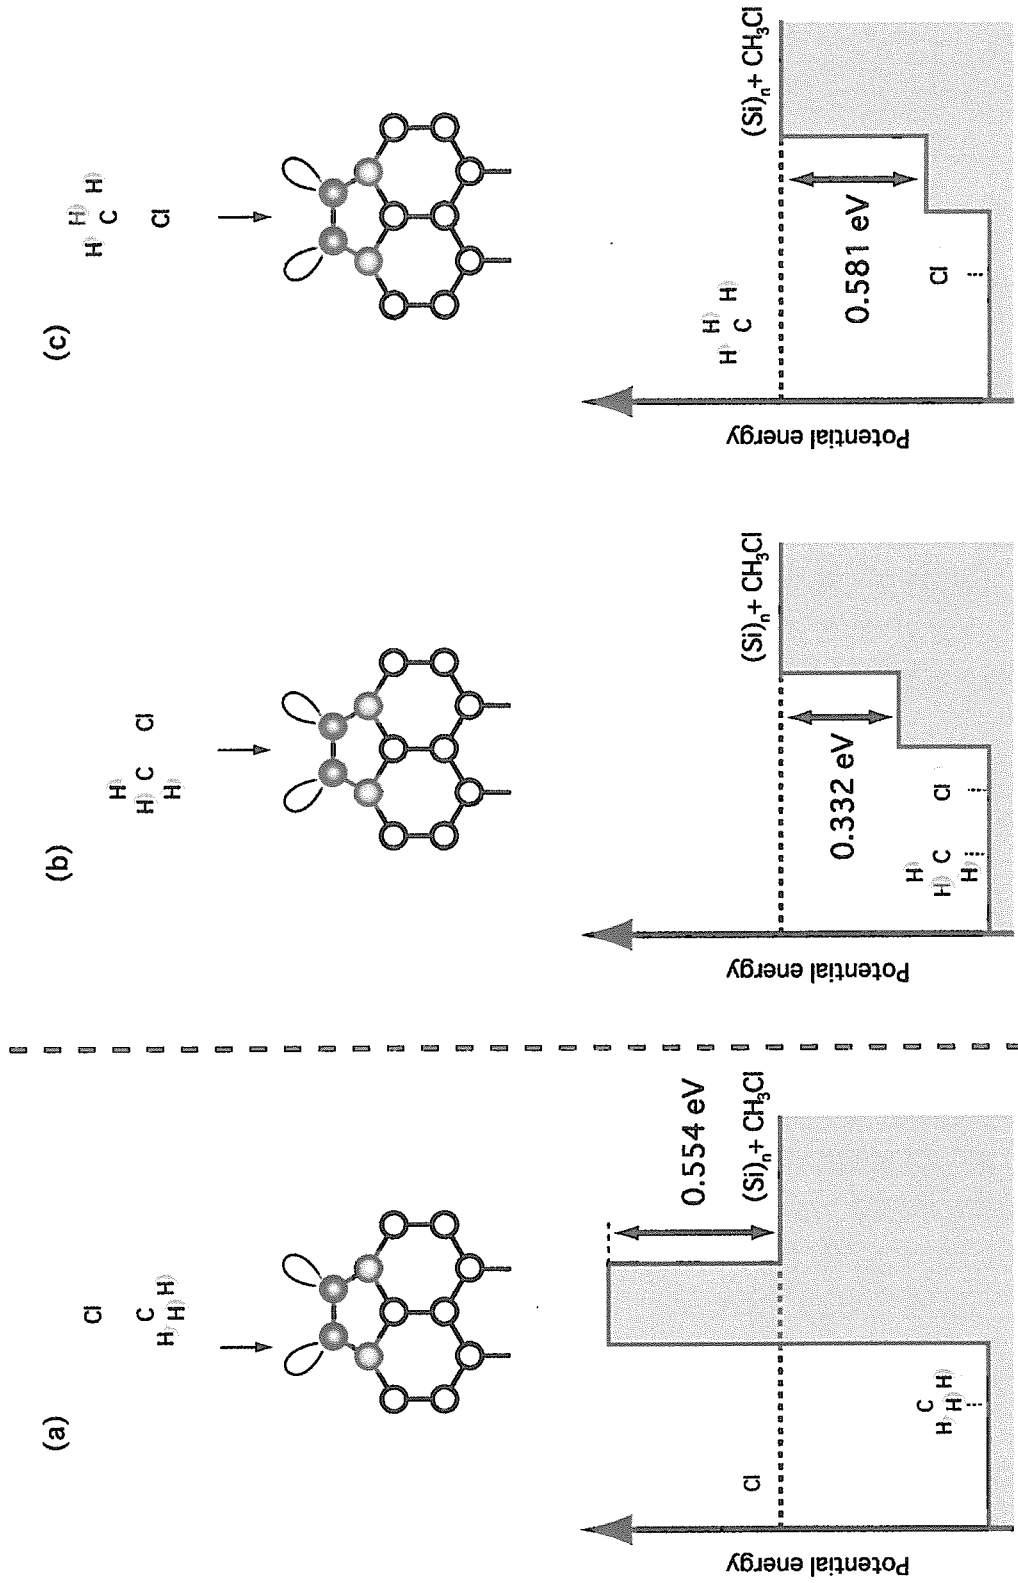 (a)
Cl
C
H H H
Potential energy
0.554 eV
(Si)n+ CH3Cl
Cl
C
H H H
(b)
H
H C Cl
H
Potential energy
(Si)n+ CH3Cl
0.332 eV
H
H C Cl
H
(c)
H H H
C
Cl
Potential energy
H H H
C
(Si)n+ CH3Cl
0.581 eV
Cl